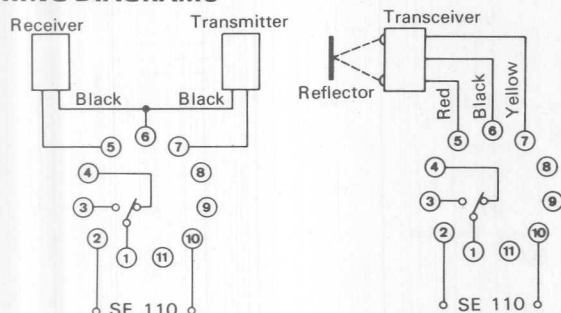 Receiver
Transmitter
Black
Black
5
6
7
4
8
3
9
2
10
1
11
SE 110
Transceiver
Reflector
Red
Black
Yellow
5
6
7
4
8
3
9
2
10
1
11
SE 110